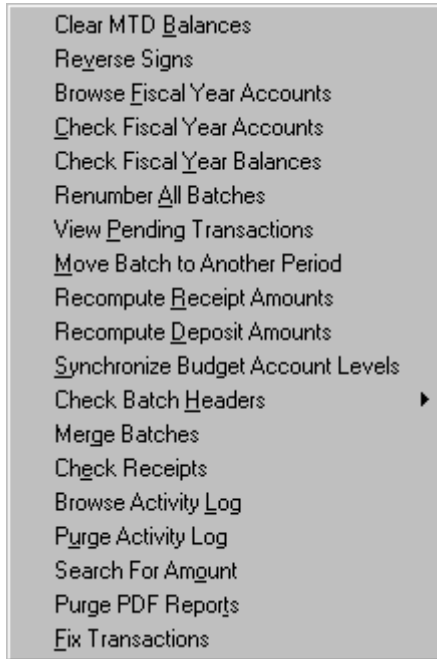 Clear MTD Balances
Reverse Signs
Browse Fiscal Year Accounts
Check Fiscal Year Accounts
Check Fiscal Year Balances
Renumber All Batches
View Pending Transactions
Move Batch to Another Period
Recompute Receipt Amounts
Recompute Deposit Amounts
Synchronize Budget Account Levels
Check Batch Headers
Merge Batches
Check Receipts
Browse Activity Log
Purge Activity Log
Search For Amount
Purge PDF Reports
Fix Transactions